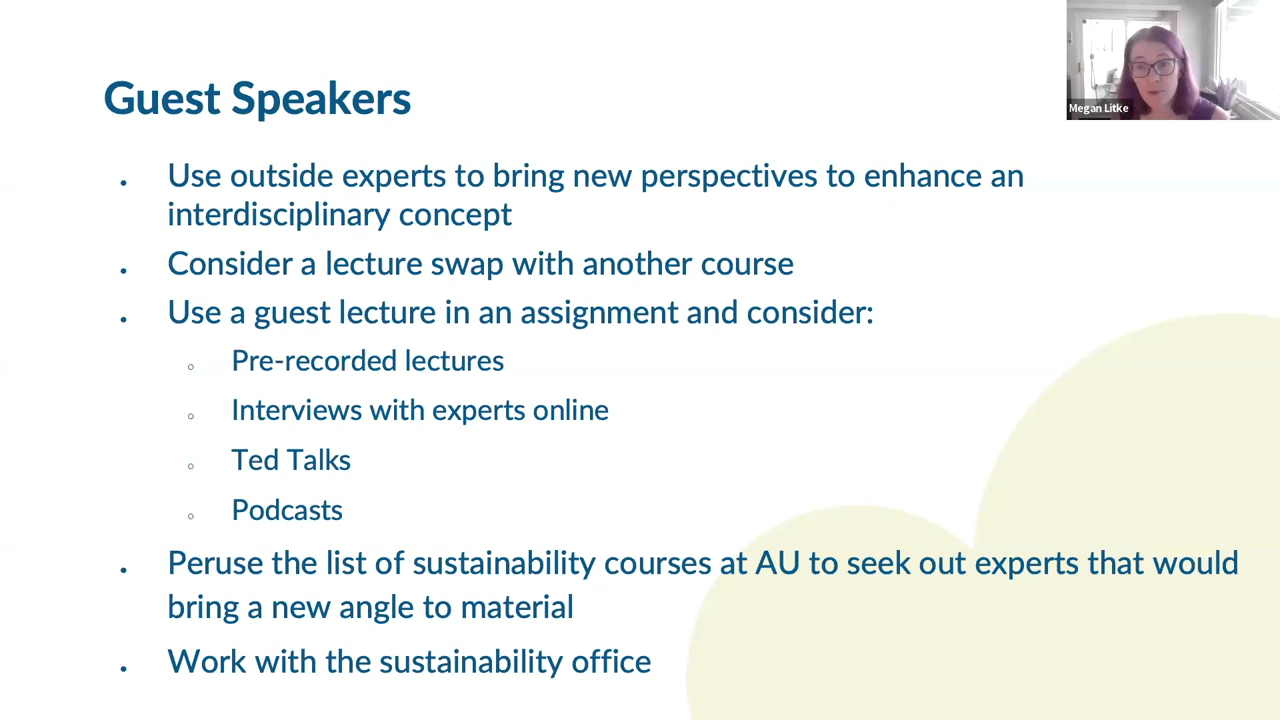 Guest Speakers
Megan Litke
• Use outside experts to bring new perspectives to enhance an
interdisciplinary concept
• Consider a lecture swap with another course
• Use a guest lecture in an assignment and consider:
○ Pre-recorded lectures
○ Interviews with experts online
○ Ted Talks
○ Podcasts
• Peruse the list of sustainability courses at AU to seek out experts that would
bring a new angle to material
• Work with the sustainability office